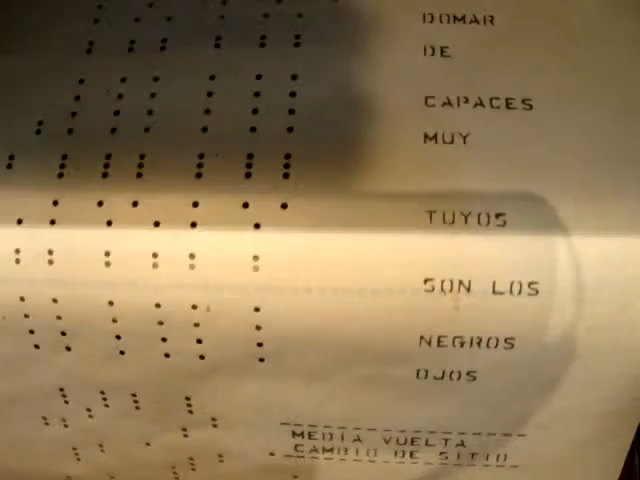 DOMAR
DE
CAPACES
MUY
TUYOS
SON LOS
NEGROS
OJOS
MEDIA VUELTA
CAMBIO DE SITIO